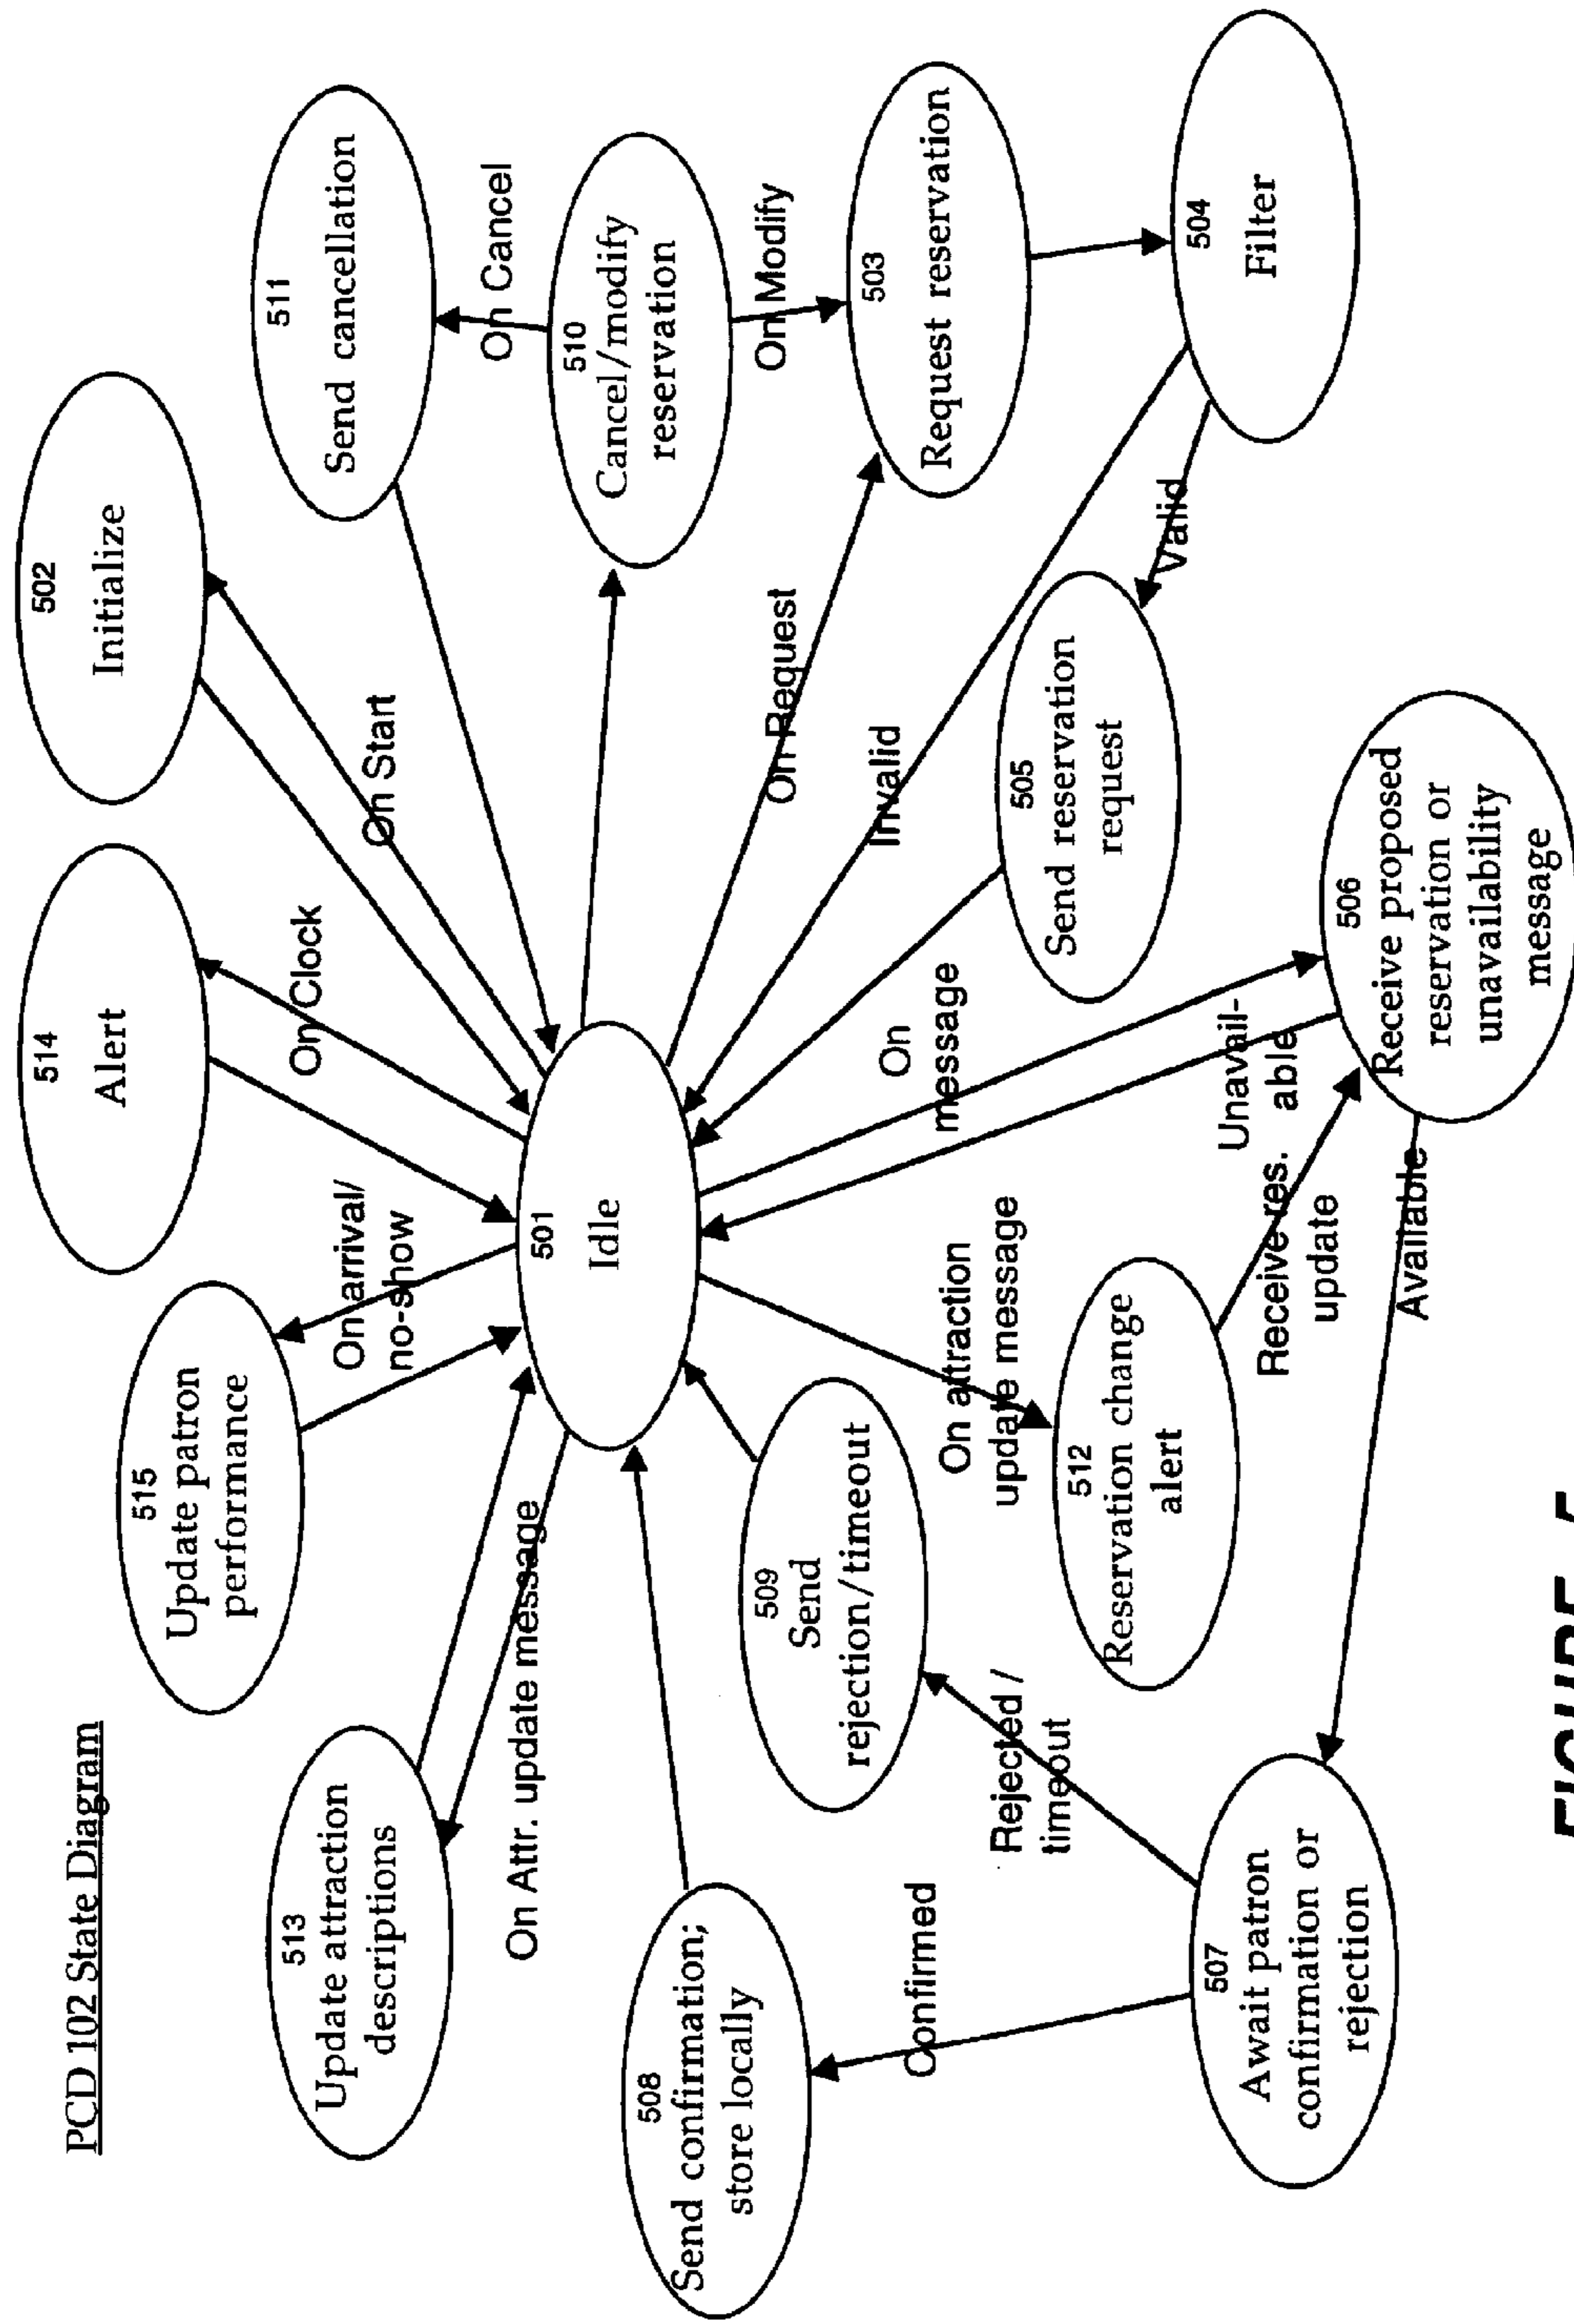 PCD 102 State Diagram
513
Update attraction
descriptions
515
Update patron
performance
514
Alert
502
Initialize
511
Send cancellation
On Attr. update message
On arrival/
no-show
On Clock
On Start
On Cancel
501
Idle
510
Cancel/modify
reservation
508
Send confirmation;
store locally
509
Send
rejection/timeout
On Request
On Modify
503
Request reservation
Confirmed
Rejected /
timeout
On attraction
update message
On
message
Invalid
505
Send reservation
request
Valid
504
Filter
512
Reservation change
alert
Receive res.
update
Unavail-
able
507
Await patron
confirmation or
rejection
Available
506
Receive proposed
reservation or
unavailability
message
FIGURE 5